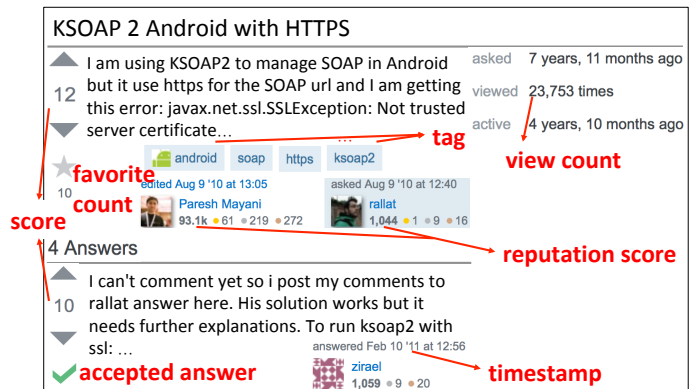 KSOAP 2 Android with HTTPS
I am using KSOAP2 to manage SOAP in Android
but it use https for the SOAP url and I am getting
this error: javax.net.ssl.SSLException: Not trusted
server certificate…
12
asked 7 years, 11 months ago
viewed 23,753 times
active 4 years, 10 months ago
...
tag
view count
android soap https ksoap2
favorite
count
10
edited Aug 9 '10 at 13:05
Paresh Mayani
93.1k 61 219 272
asked Aug 9 '10 at 12:40
rallat
1,044 1 9 16
score
reputation score
4 Answers
I can't comment yet so i post my comments to
rallat answer here. His solution works but it
needs further explanations. To run ksoap2 with
ssl: …
10
answered Feb 10 '11 at 12:56
zirael
1,059 9 20
accepted answer
timestamp